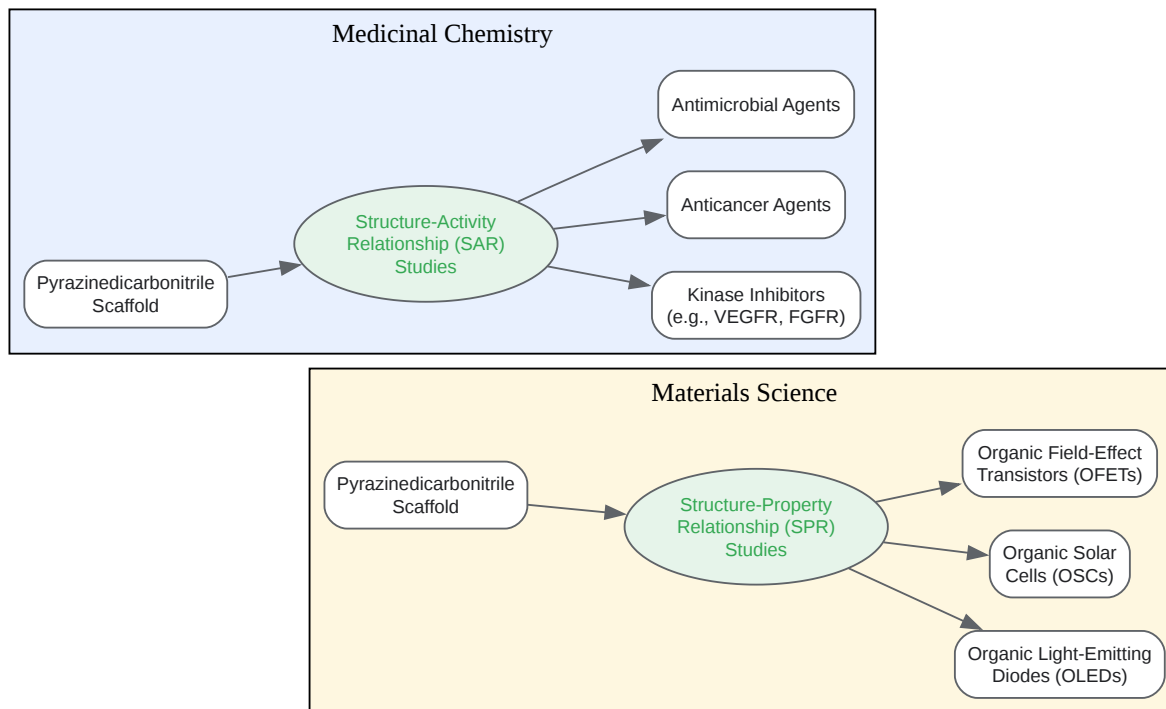 Medicinal Chemistry
Antimicrobial Agents
Anticancer Agents
Structure-Activity
Relationship (SAR)
Studies
Pyrazinedicarbonitrile
Scaffold
Kinase Inhibitors
(e.g., VEGFR, FGFR)
Materials Science
Organic Field-Effect
Transistors (OFETs)
Pyrazinedicarbonitrile
Scaffold
Structure-Property
Relationship (SPR)
Studies
Organic Solar
Cells (OSCs)
Organic Light-Emitting
Diodes (OLEDs)